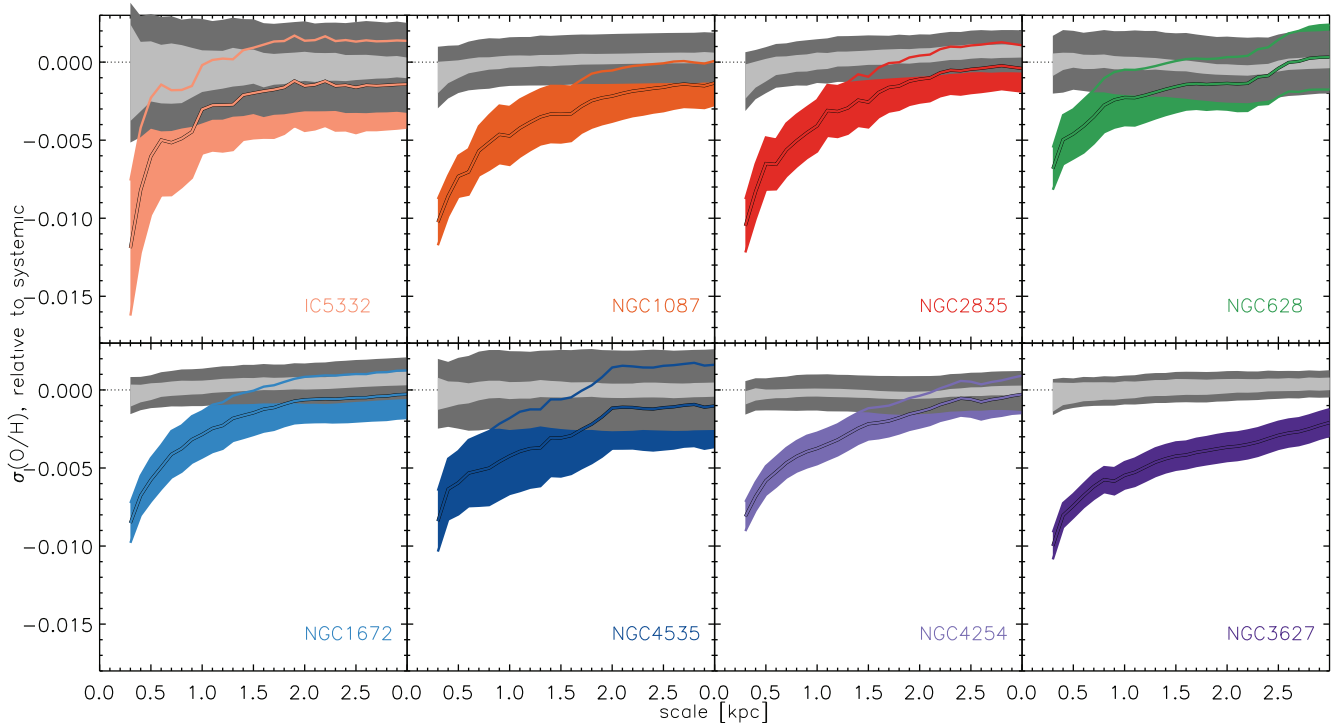 0.000
−0.005
−0.010
−0.015
IC5332
NGC1087
NGC2835
NGC628
σ(O/H), relative to systemic
0.000
−0.005
−0.010
−0.015
NGC1672
NGC4535
NGC4254
NGC3627
0.0 0.5 1.0 1.5 2.0 2.5 0.0 0.5 1.0 1.5 2.0 2.5 0.0 0.5 1.0 1.5 2.0 2.5 0.0 0.5 1.0 1.5 2.0 2.5
scale [kpc]